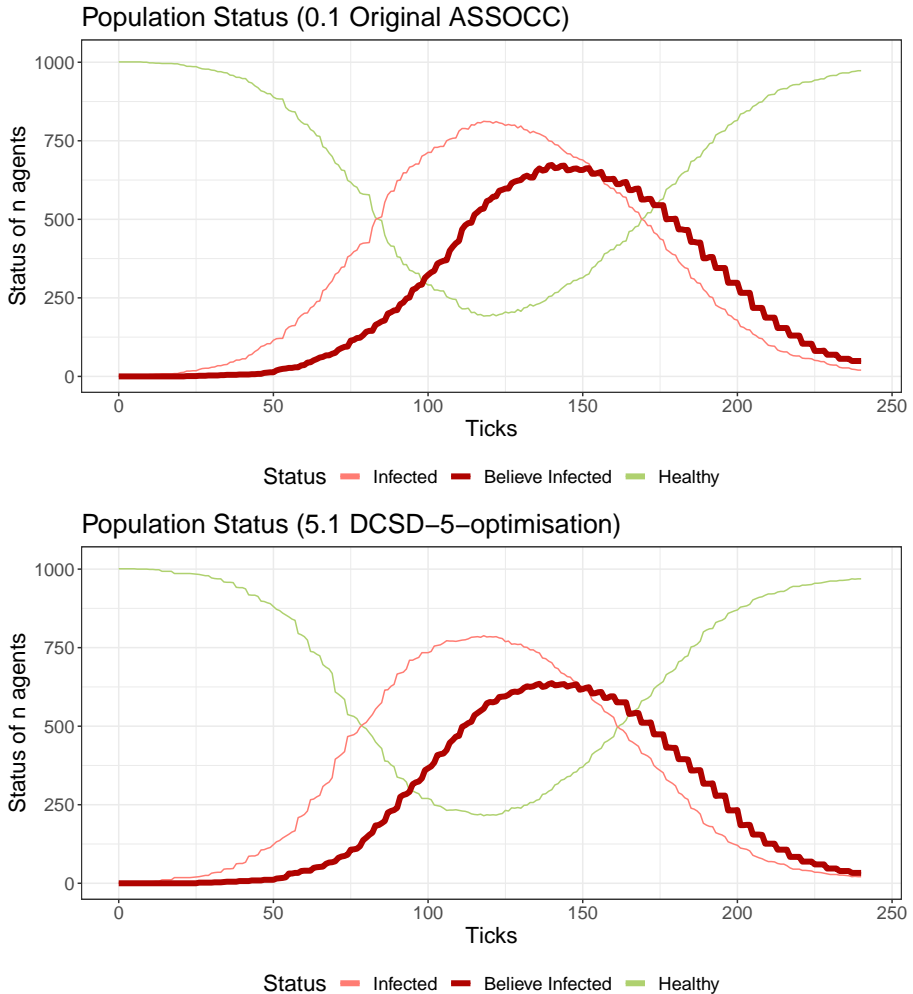 Population Status (0.1 Original ASSOCC)
Status of n agents
1000
750
500
250
0
0 50 100 150 200 250
Ticks
Status Infected Believe Infected Healthy
Population Status (5.1 DCSD−5−optimisation)
Status of n agents
1000
750
500
250
0
0 50 100 150 200 250
Ticks
Status Infected Believe Infected Healthy